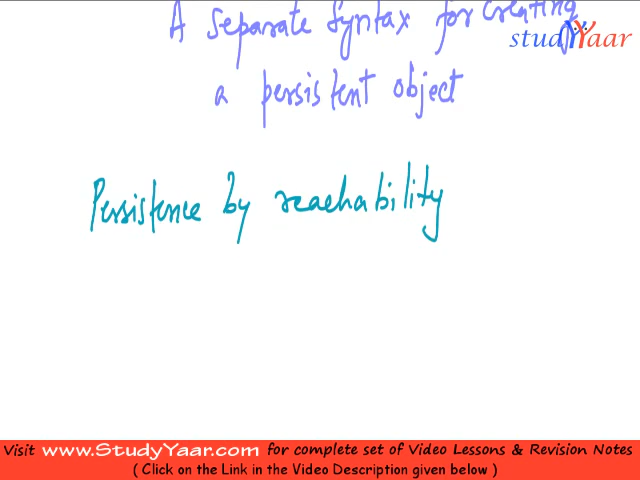 A Separate Syntax for creating
studyYaar
a persistent object
Persistence by reachability
Visit www.StudyYaar.com for complete set of Video Lessons & Revision Notes
( Click on the Link in the Video Description given below )